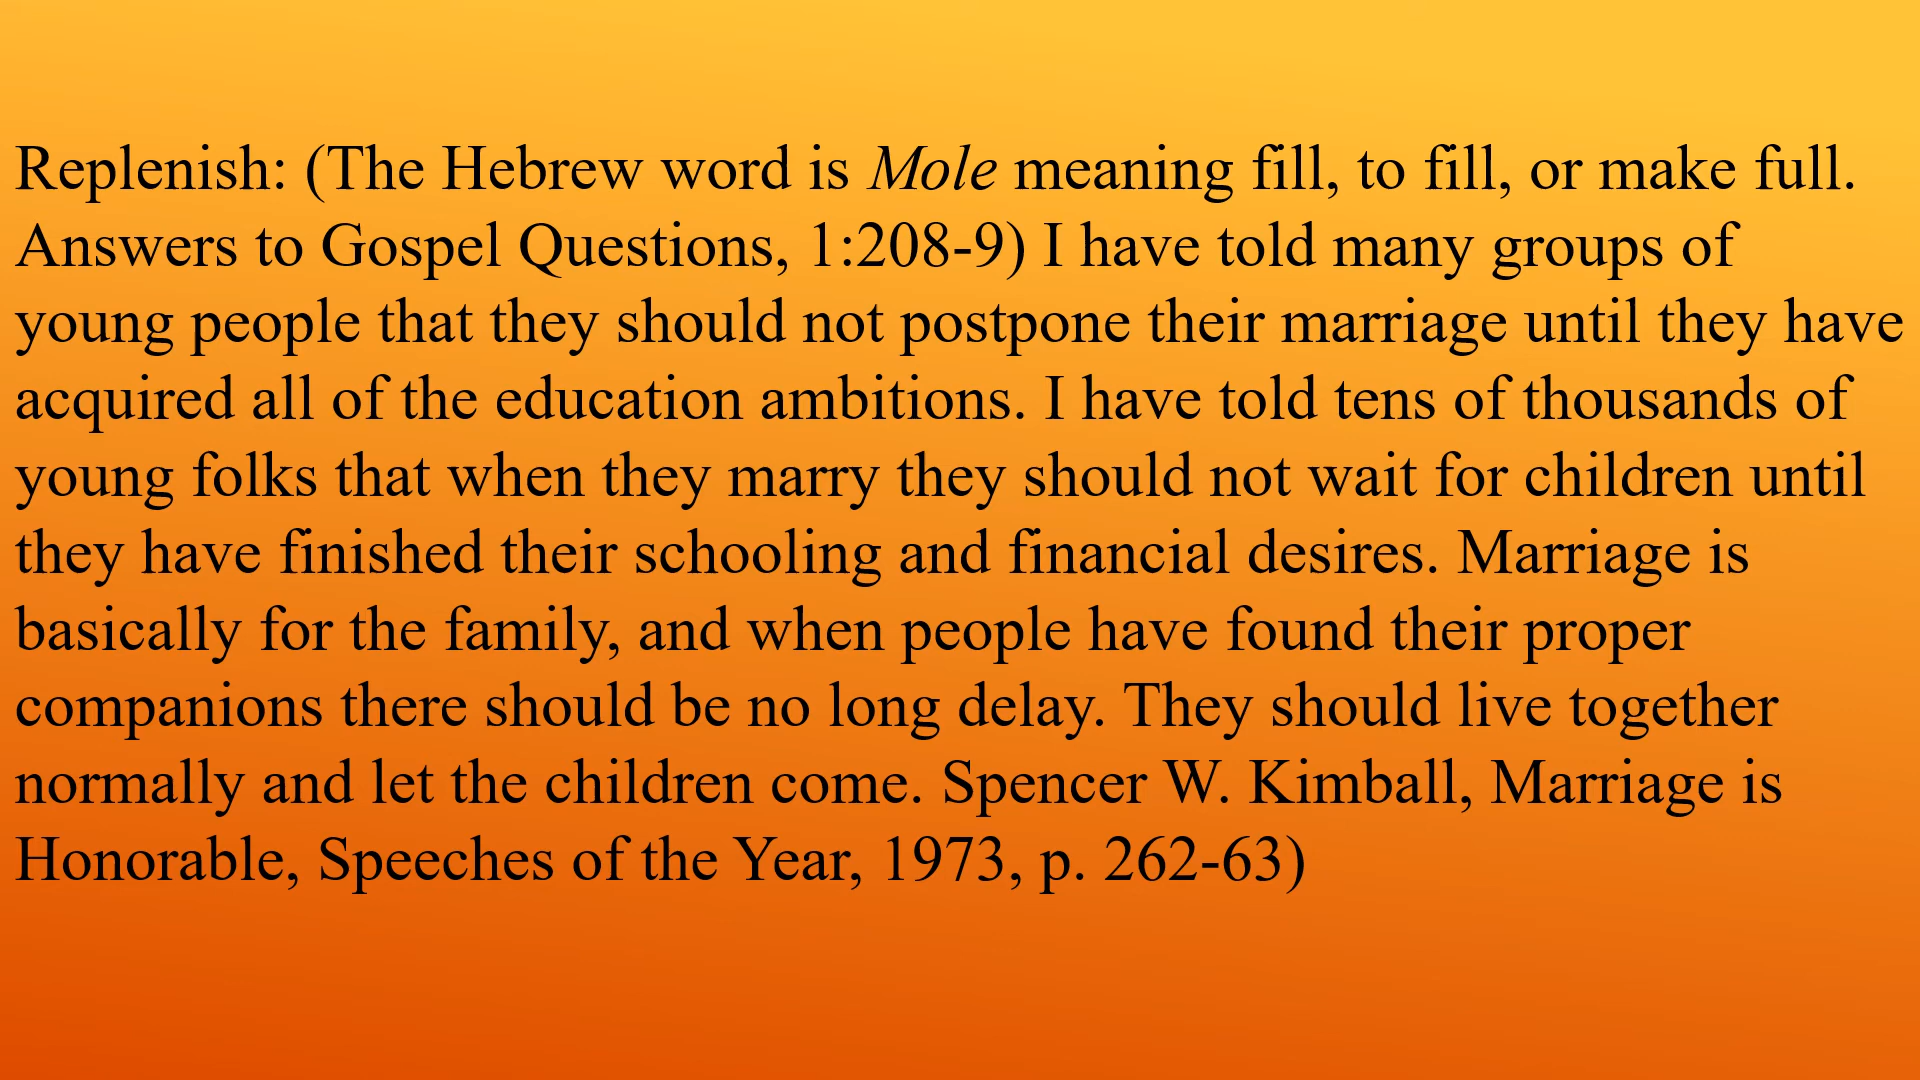 Replenish: (The Hebrew word is Mole meaning fill, to fill, or make full.
Answers to Gospel Questions, 1:208-9) I have told many groups of
young people that they should not postpone their marriage until they have
acquired all of the education ambitions. I have told tens of thousands of
young folks that when they marry they should not wait for children until
they have finished their schooling and financial desires. Marriage is
basically for the family, and when people have found their proper
companions there should be no long delay. They should live together
normally and let the children come. Spencer W. Kimball, Marriage is
Honorable, Speeches of the Year, 1973, p. 262-63)